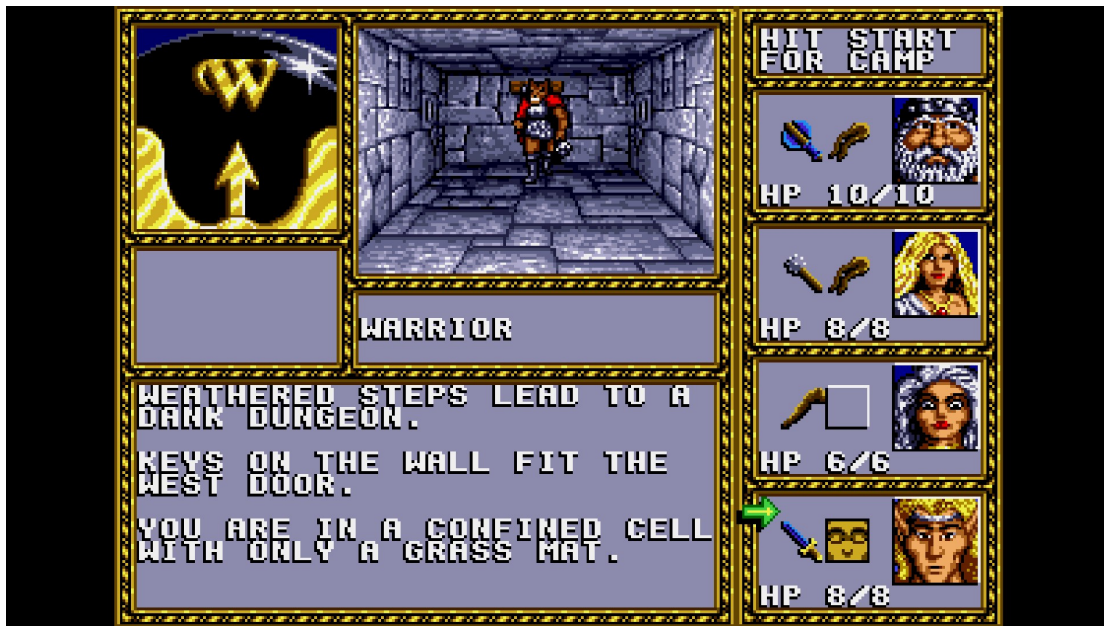 W
HIT START
FOR CAMP
HP 10/10
HP 8/8
WARRIOR
WEATHERED STEPS LEAD TO A
DANK DUNGEON.
KEYS ON THE WALL FIT THE
WEST DOOR.
YOU ARE IN A CONFINED CELL
WITH ONLY A GRASS MAT.
HP 6/6
HP 8/8